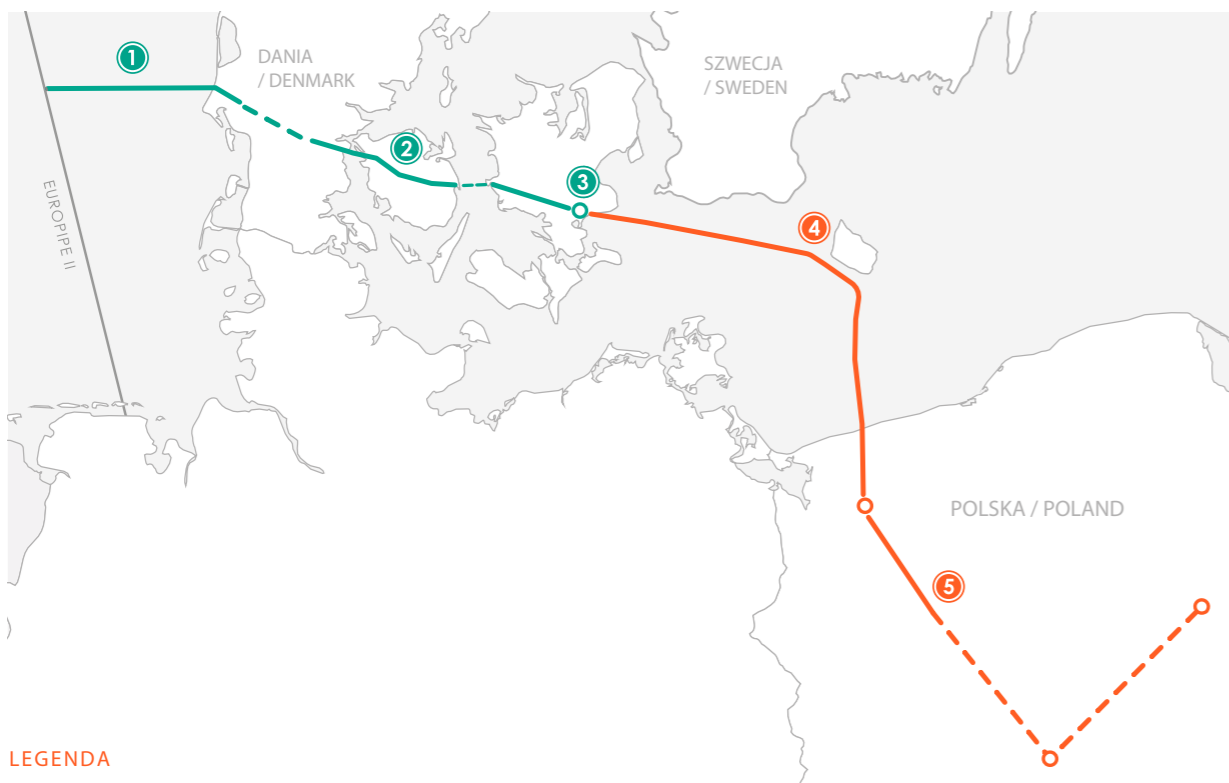 1
DANIA
/ DENMARK
SZWECJA
/ SWEDEN
2
3
EUROPIPE II
4
POLSKA / POLAND
5
LEGENDA